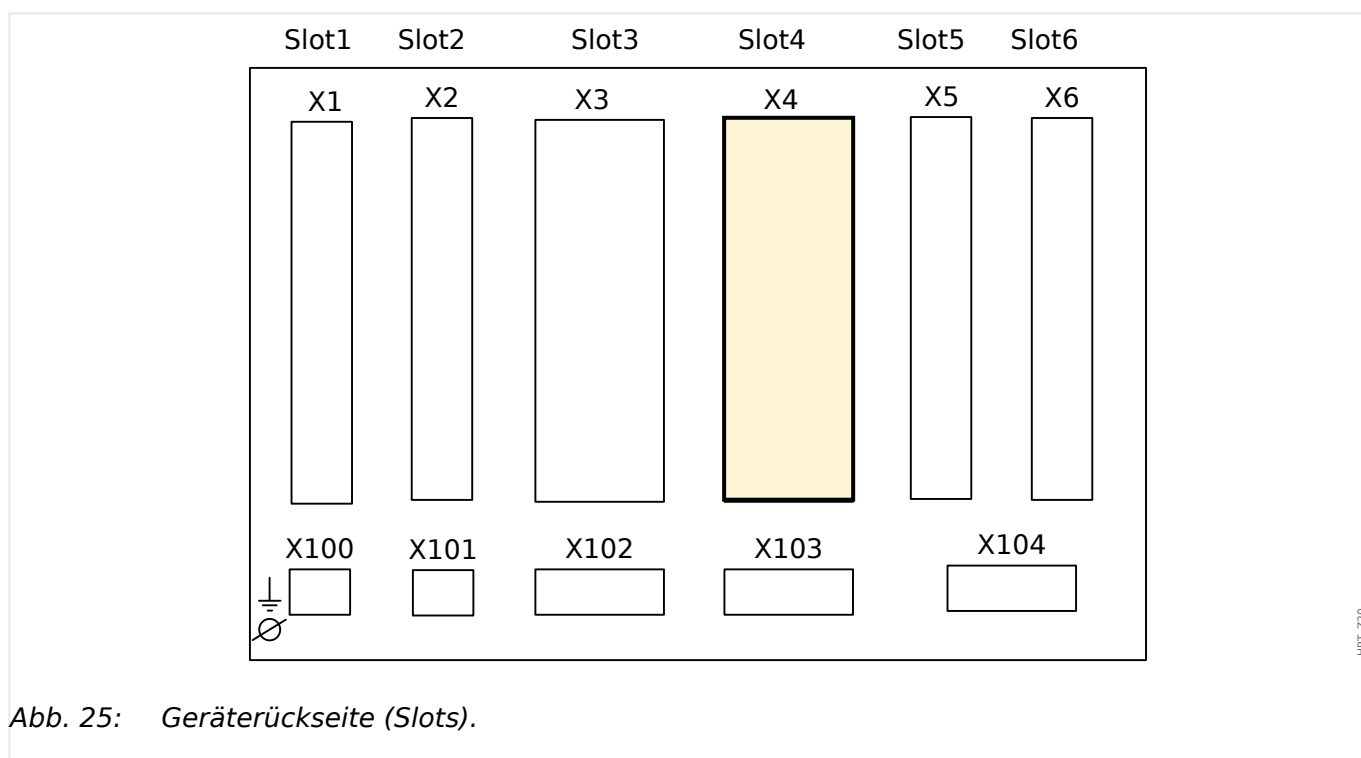 Slot1 Slot2 Slot3 Slot4 Slot5 Slot6
X1 X2 X3 X4 X5 X6
X100 X101 X102 X103 X104
Abb. 25: Geräterückseite (Slots).